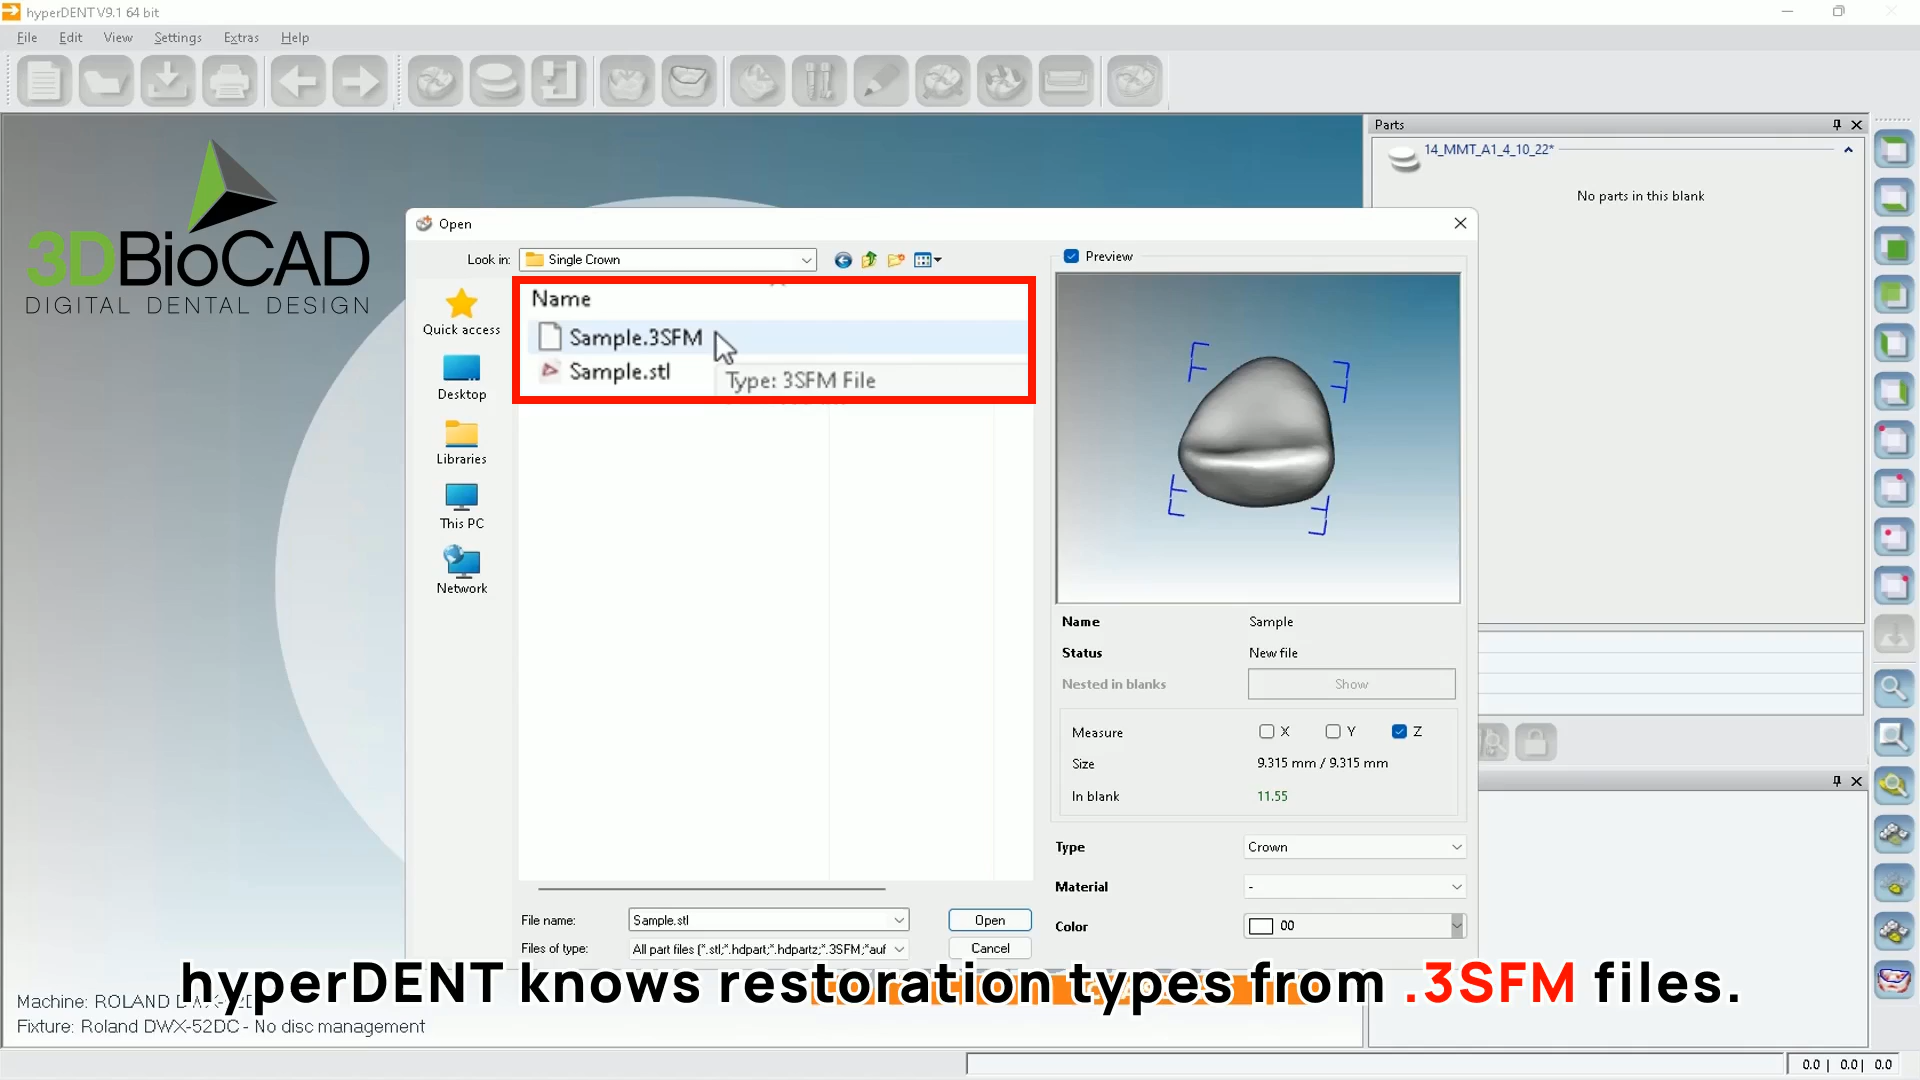 hyperDENT V9.1 64 bit
File Edit View Settings Extras Help
Parts
14_MMT_A1_4_10_22*
No parts in this blank
3DBioCAD
DIGITAL DENTAL DESIGN
Open
Look in: Single Crown
Preview
Quick access
Desktop
Libraries
This PC
Network
Name
Sample.3SFM
Sample.stl
Type: 3SFM File
Name Sample
Status New file
Nested in blanks Show
Measure X Y Z
Size 9.315 mm / 9.315 mm
In blank 11.55
Type Crown
Material -
Color 00
File name: Sample.stl Open
Files of type: All part files (*.stl;*.hdpart;*.hdpartz;*.3SFM;*auf Cancel
hyperDENT knows restoration types from .3SFM files.
Machine: ROLAND DWX-52D
Fixture: Roland DWX-52DC - No disc management
0.0 | 0.0 | 0.0